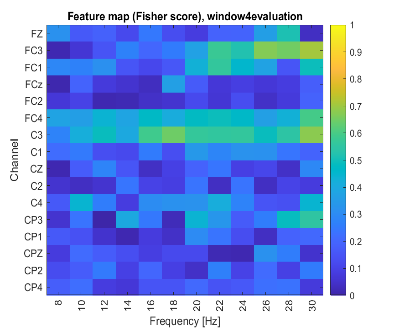 Feature map (Fisher score), window4evaluation
Channel
FZ
FC3
FC1
FCz
FC2
FC4
C3
C1
CZ
C2
C4
CP3
CP1
CPZ
CP2
CP4
8 10 12 14 16 18 20 22 24 26 28 30
Frequency [Hz]
1
0.9
0.8
0.7
0.6
0.5
0.4
0.3
0.2
0.1
0